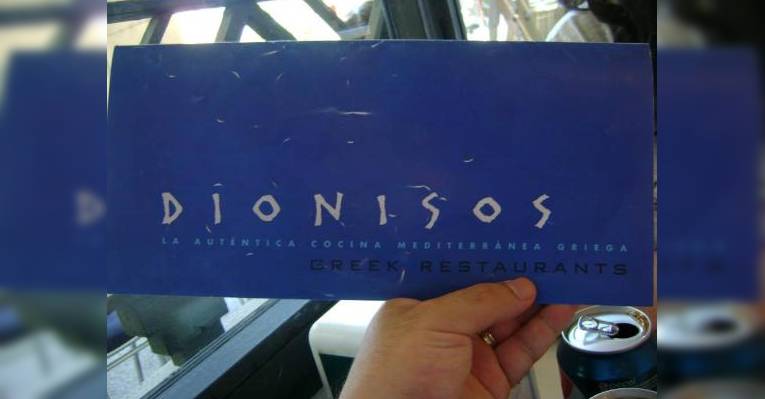 DIONISOS
LA AUTÉNTICA COCINA MEDITERRÁNEA GRIEGA
GREEK RESTAURANTS